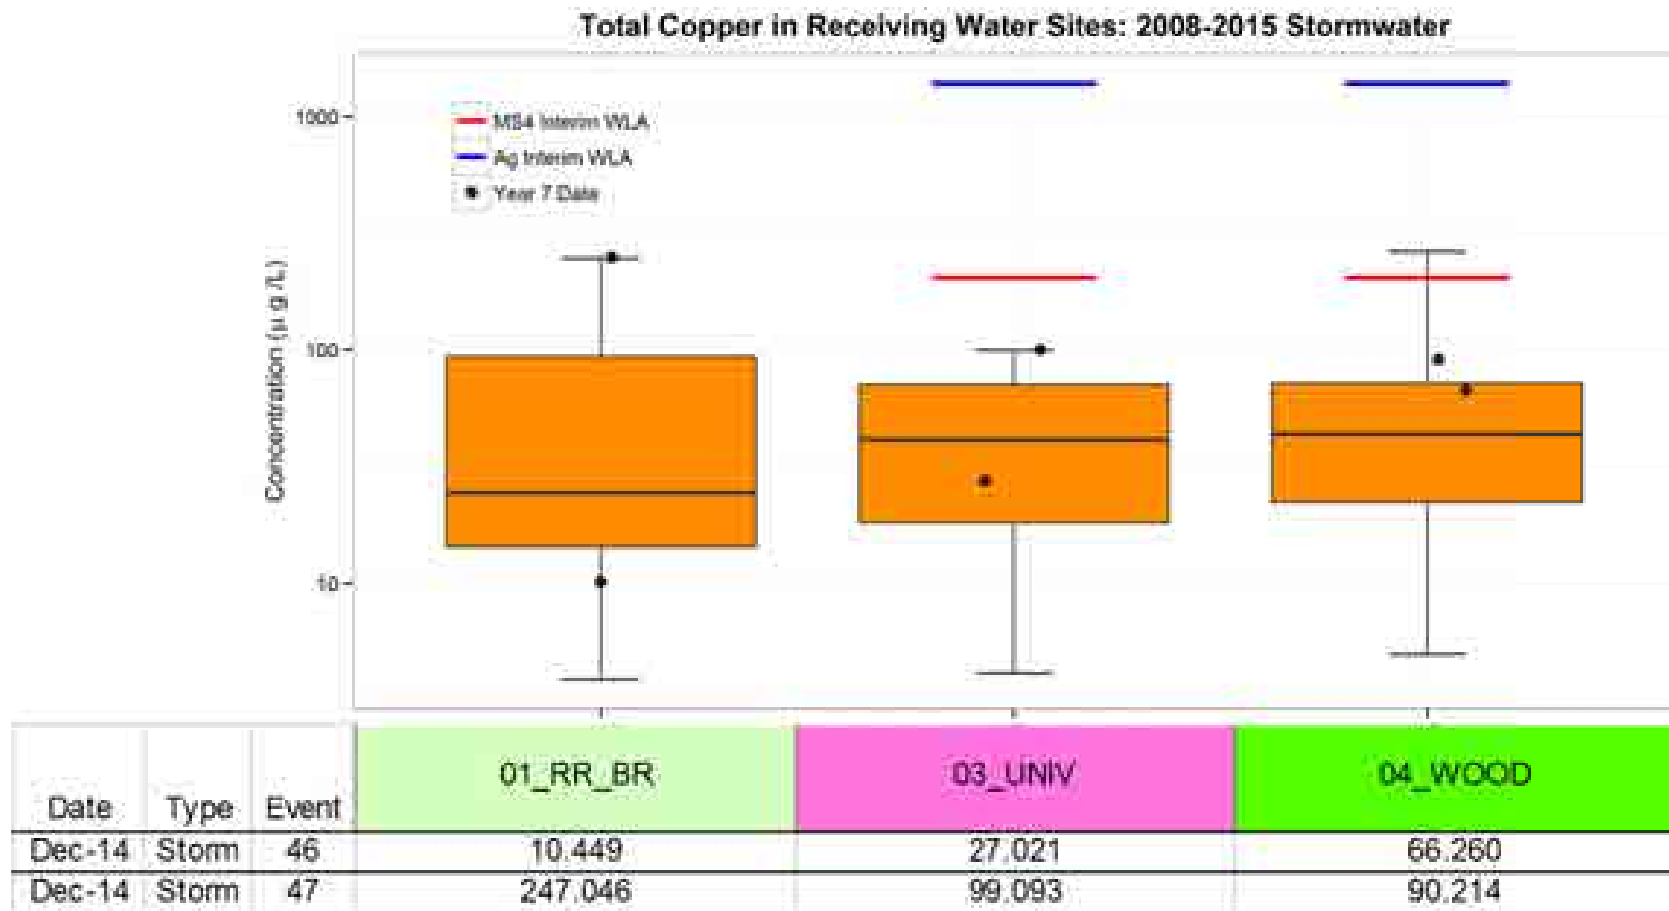 Total Copper in Receiving Water Sites: 2008-2015 Stormwater
1000
MS4 Interim WLA
Ag Interim WLA
Year 7 Date
Concentration (µ g /L)
100
10
01_RR_BR 03_UNIV 04_WOOD
Date Type Event
Dec-14 Storm 46 10.449 27.021 66.260
Dec-14 Storm 47 247.046 99.093 90.214